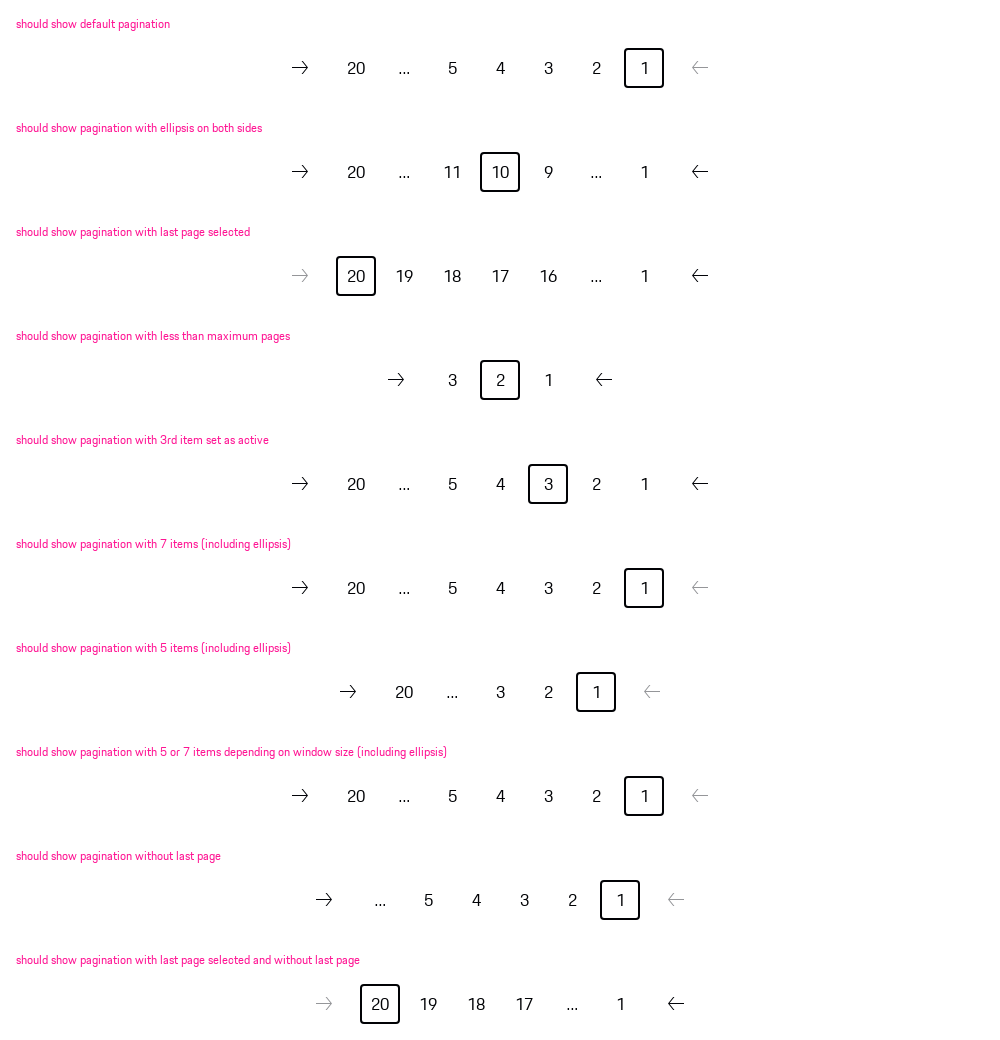 should show default pagination
→ 20 ... 5 4 3 2 1 ←
should show pagination with ellipsis on both sides
→ 20 ... 11 10 9 ... 1 ←
should show pagination with last page selected
→ 20 19 18 17 16 ... 1 ←
should show pagination with less than maximum pages
→ 3 2 1 ←
should show pagination with 3rd item set as active
→ 20 ... 5 4 3 2 1 ←
should show pagination with 7 items (including ellipsis)
→ 20 ... 5 4 3 2 1 ←
should show pagination with 5 items (including ellipsis)
→ 20 ... 3 2 1 ←
should show pagination with 5 or 7 items depending on window size (including ellipsis)
→ 20 ... 5 4 3 2 1 ←
should show pagination without last page
→ ... 5 4 3 2 1 ←
should show pagination with last page selected and without last page
→ 20 19 18 17 ... 1 ←